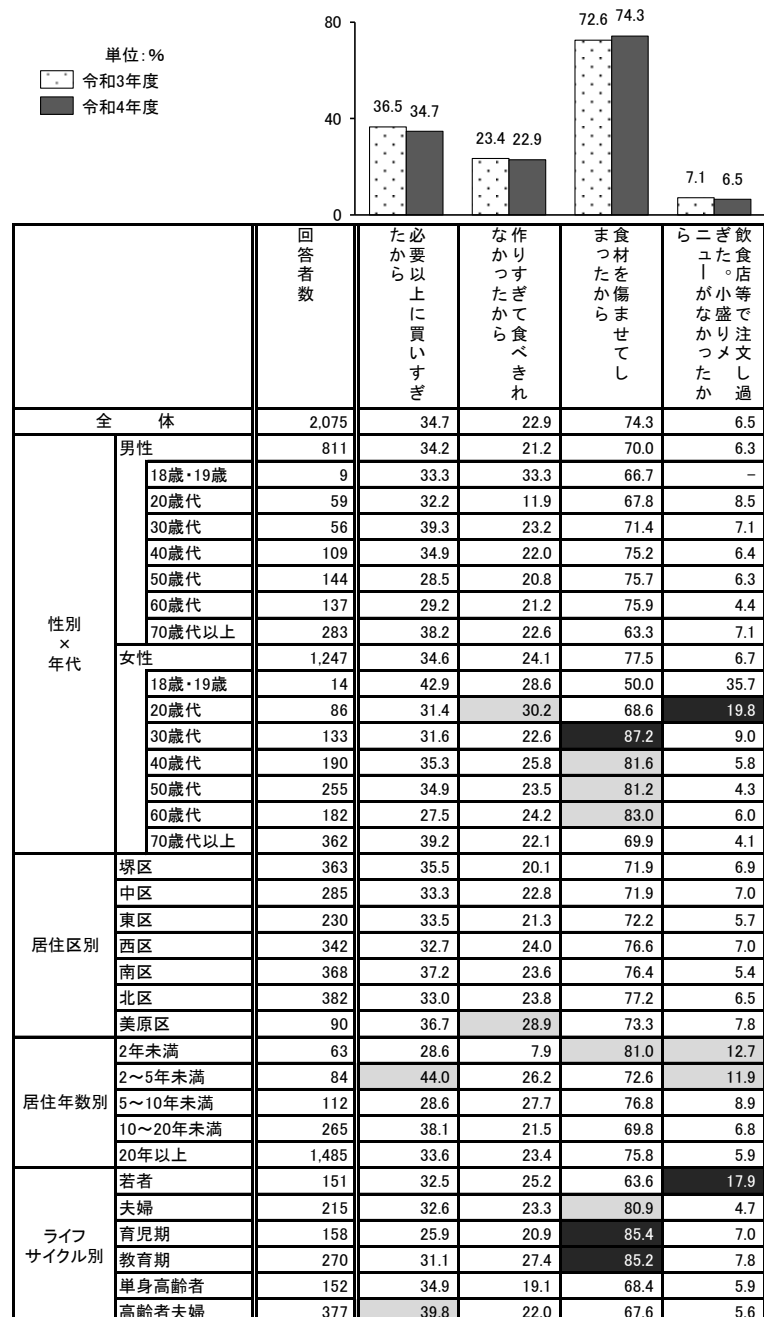 単位:%
令和3年度
令和4年度
80
40
0
36.5 34.7
23.4 22.9
72.6 74.3
7.1 6.5
回答者数
必要以上に買いすぎたから
作りすぎて食べきれなかったから
食材を傷ませてしまったから
飲食店等で注文し過ぎた。小盛りメニューがなかったから
全 体 2,075 34.7 22.9 74.3 6.5
性別×年代
男性 811 34.2 21.2 70.0 6.3
18歳・19歳 9 33.3 33.3 66.7 −
20歳代 59 32.2 11.9 67.8 8.5
30歳代 56 39.3 23.2 71.4 7.1
40歳代 109 34.9 22.0 75.2 6.4
50歳代 144 28.5 20.8 75.7 6.3
60歳代 137 29.2 21.2 75.9 4.4
70歳代以上 283 38.2 22.6 63.3 7.1
女性 1,247 34.6 24.1 77.5 6.7
18歳・19歳 14 42.9 28.6 50.0 35.7
20歳代 86 31.4 30.2 68.6 19.8
30歳代 133 31.6 22.6 87.2 9.0
40歳代 190 35.3 25.8 81.6 5.8
50歳代 255 34.9 23.5 81.2 4.3
60歳代 182 27.5 24.2 83.0 6.0
70歳代以上 362 39.2 22.1 69.9 4.1
居住区別
堺区 363 35.5 20.1 71.9 6.9
中区 285 33.3 22.8 71.9 7.0
東区 230 33.5 21.3 72.2 5.7
西区 342 32.7 24.0 76.6 7.0
南区 368 37.2 23.6 76.4 5.4
北区 382 33.0 23.8 77.2 6.5
美原区 90 36.7 28.9 73.3 7.8
居住年数別
2年未満 63 28.6 7.9 81.0 12.7
2～5年未満 84 44.0 26.2 72.6 11.9
5～10年未満 112 28.6 27.7 76.8 8.9
10～20年未満 265 38.1 21.5 69.8 6.8
20年以上 1,485 33.6 23.4 75.8 5.9
ライフ
サイクル別
若者 151 32.5 25.2 63.6 17.9
夫婦 215 32.6 23.3 80.9 4.7
育児期 158 25.9 20.9 85.4 7.0
教育期 270 31.1 27.4 85.2 7.8
単身高齢者 152 34.9 19.1 68.4 5.9
高齢者夫婦 377 39.8 22.0 67.6 5.6